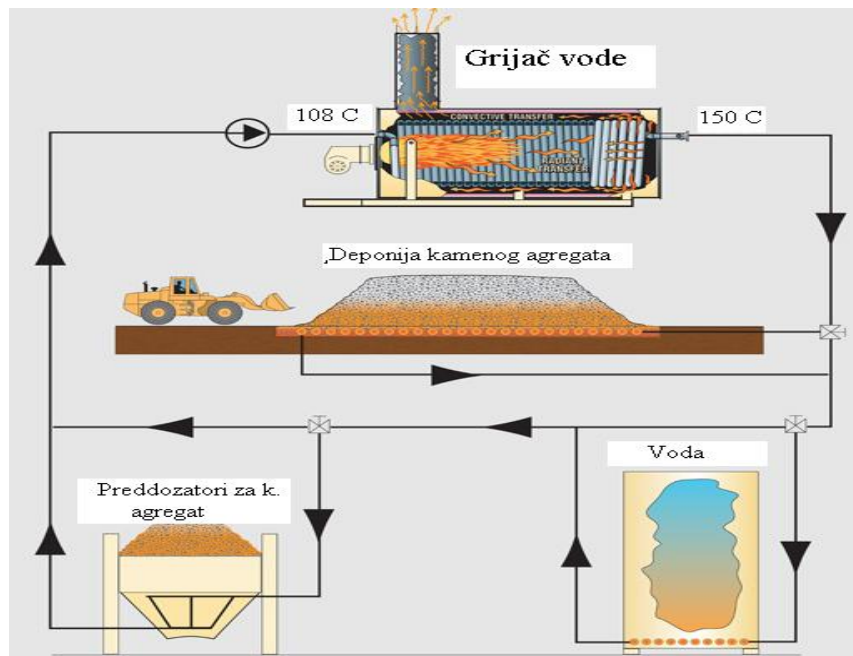 Grijač vode
108 C
150 C
CONVECTIVE TRANSFER
RADIANT
TRANSFER
,Deponija kamenog agregata
Voda
Preddozatori za k.
agregat